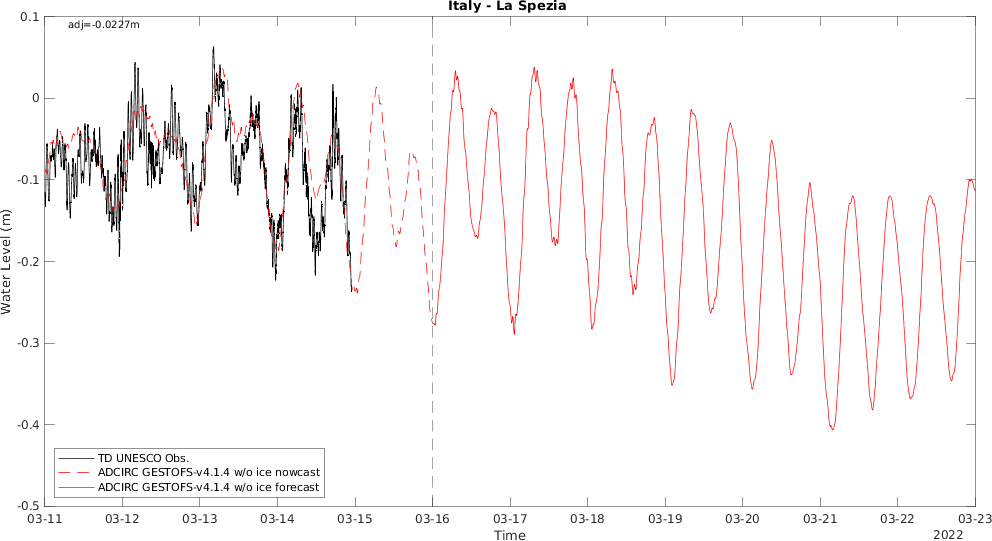 Italy - La Spezia
adj=-0.0227m
0.1
0
-0.1
-0.2
-0.3
-0.4
-0.5
Water Level (m)
TD UNESCO Obs.
ADCIRC GESTOFS-v4.1.4 w/o ice nowcast
ADCIRC GESTOFS-v4.1.4 w/o ice forecast
03-11 03-12 03-13 03-14 03-15 03-16 03-17 03-18 03-19 03-20 03-21 03-22 03-23
Time
2022